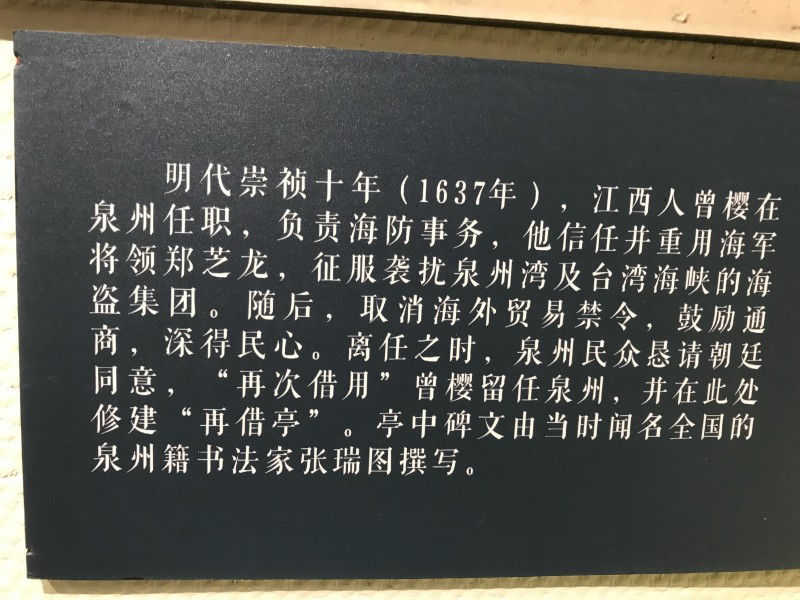 明代崇祯十年（1637年），江西人曾樱在
泉州任职，负责海防事务，他信任并重用海军
将领郑芝龙，征服袭扰泉州湾及台湾海峡的海
盗集团。随后，取消海外贸易禁令，鼓励通
商，深得民心。离任之时，泉州民众恳请朝廷
同意，“再次借用”曾樱留任泉州，并在此处
修建“再借亭”。亭中碑文由当时闻名全国的
泉州籍书法家张瑞图撰写。